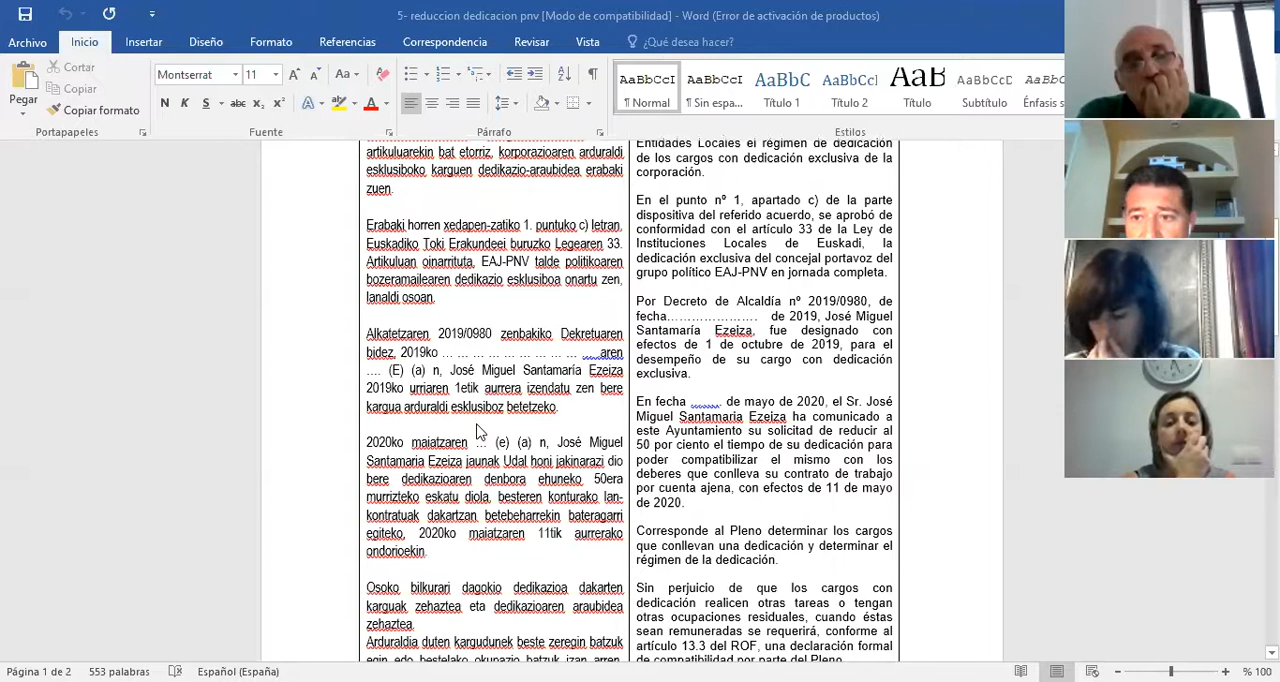 5- reduccion dedicacion pnv [Modo de compatibilidad] - Word (Error de activación de productos)
Archivo Inicio Insertar Diseño Formato Referencias Correspondencia Revisar Vista ¿Qué desea hacer?
Pegar
Cortar
Copiar
Copiar formato
Portapapeles
Montserrat 11
N K S abc x₂ x²
Fuente
Párrafo
AaBbCcI AaBbCcI AaBbC AaBbCcl AaB AaBbCcD AaBbC
¶ Normal ¶ Sin espa... Título 1 Título 2 Título Subtítulo Énfasis s
Estilos
artikuluarekin bat etorriz, korporazioaren arduraldi
esklusiboko karguen dedikazio-araubidea erabaki
zuen.
Erabaki horren xedapen-zatiko 1. puntuko c) letran,
Euskadiko Toki Erakundeei buruzko Legearen 33.
Artikuluan oinarrituta, EAJ-PNV talde politikoaren
bozeramailearen dedikazio esklusiboa onartu zen,
lanaldi osoan.
Alkatetzaren 2019/0980 zenbakiko Dekretuaren
bidez, 2019ko … … … … … … … … … …..aren
…. (E) (a) n, José Miguel Santamaría Ezeiza
2019ko urriaren 1etik aurrera izendatu zen bere
kargua arduraldi esklusiboz betetzeko.
2020ko maiatzaren … (e) (a) n, José Miguel
Santamaria Ezeiza jaunak Udal honi jakinarazi dio
bere dedikazioaren denbora ehuneko 50era
murrizteko eskatu diola, besteren konturako lan-
kontratuak dakartzan betebeharrekin bateragarri
egiteko, 2020ko maiatzaren 11tik aurrerako
ondorioekin.
Osoko bilkurari dagokio dedikazioa dakarten
karguak zehaztea eta dedikazioaren araubidea
zehaztea.
Arduraldia duten kargudunek beste zeregin batzuk
egin edo bestelako okupazio batzuk izan arren,
Entidades Locales el régimen de dedicación
de los cargos con dedicación exclusiva de la
corporación.
En el punto nº 1, apartado c) de la parte
dispositiva del referido acuerdo, se aprobó de
conformidad con el artículo 33 de la Ley de
Instituciones Locales de Euskadi, la
dedicación exclusiva del concejal portavoz del
grupo político EAJ-PNV en jornada completa.
Por Decreto de Alcaldía nº 2019/0980, de
fecha………………… de 2019, José Miguel
Santamaría Ezeiza, fue designado con
efectos de 1 de octubre de 2019, para el
desempeño de su cargo con dedicación
exclusiva.
En fecha ……. de mayo de 2020, el Sr. José
Miguel Santamaria Ezeiza ha comunicado a
este Ayuntamiento su solicitud de reducir al
50 por ciento el tiempo de su dedicación para
poder compatibilizar el mismo con los
deberes que conlleva su contrato de trabajo
por cuenta ajena, con efectos de 11 de mayo
de 2020.
Corresponde al Pleno determinar los cargos
que conllevan una dedicación y determinar el
régimen de la dedicación.
Sin perjuicio de que los cargos con
dedicación realicen otras tareas o tengan
otras ocupaciones residuales, cuando éstas
sean remuneradas se requerirá, conforme al
artículo 13.3 del ROF, una declaración formal
de compatibilidad por parte del Pleno
Página 1 de 2 553 palabras Español (España) % 100